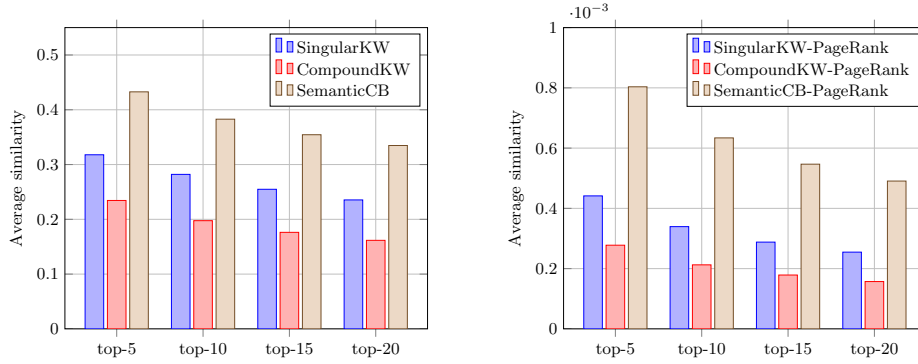 0.5
0.4
0.3
0.2
0.1
0
Average similarity
SingularKW
CompoundKW
SemanticCB
top-5 top-10 top-15 top-20
·10⁻³
1
0.8
0.6
0.4
0.2
0
Average similarity
SingularKW-PageRank
CompoundKW-PageRank
SemanticCB-PageRank
top-5 top-10 top-15 top-20